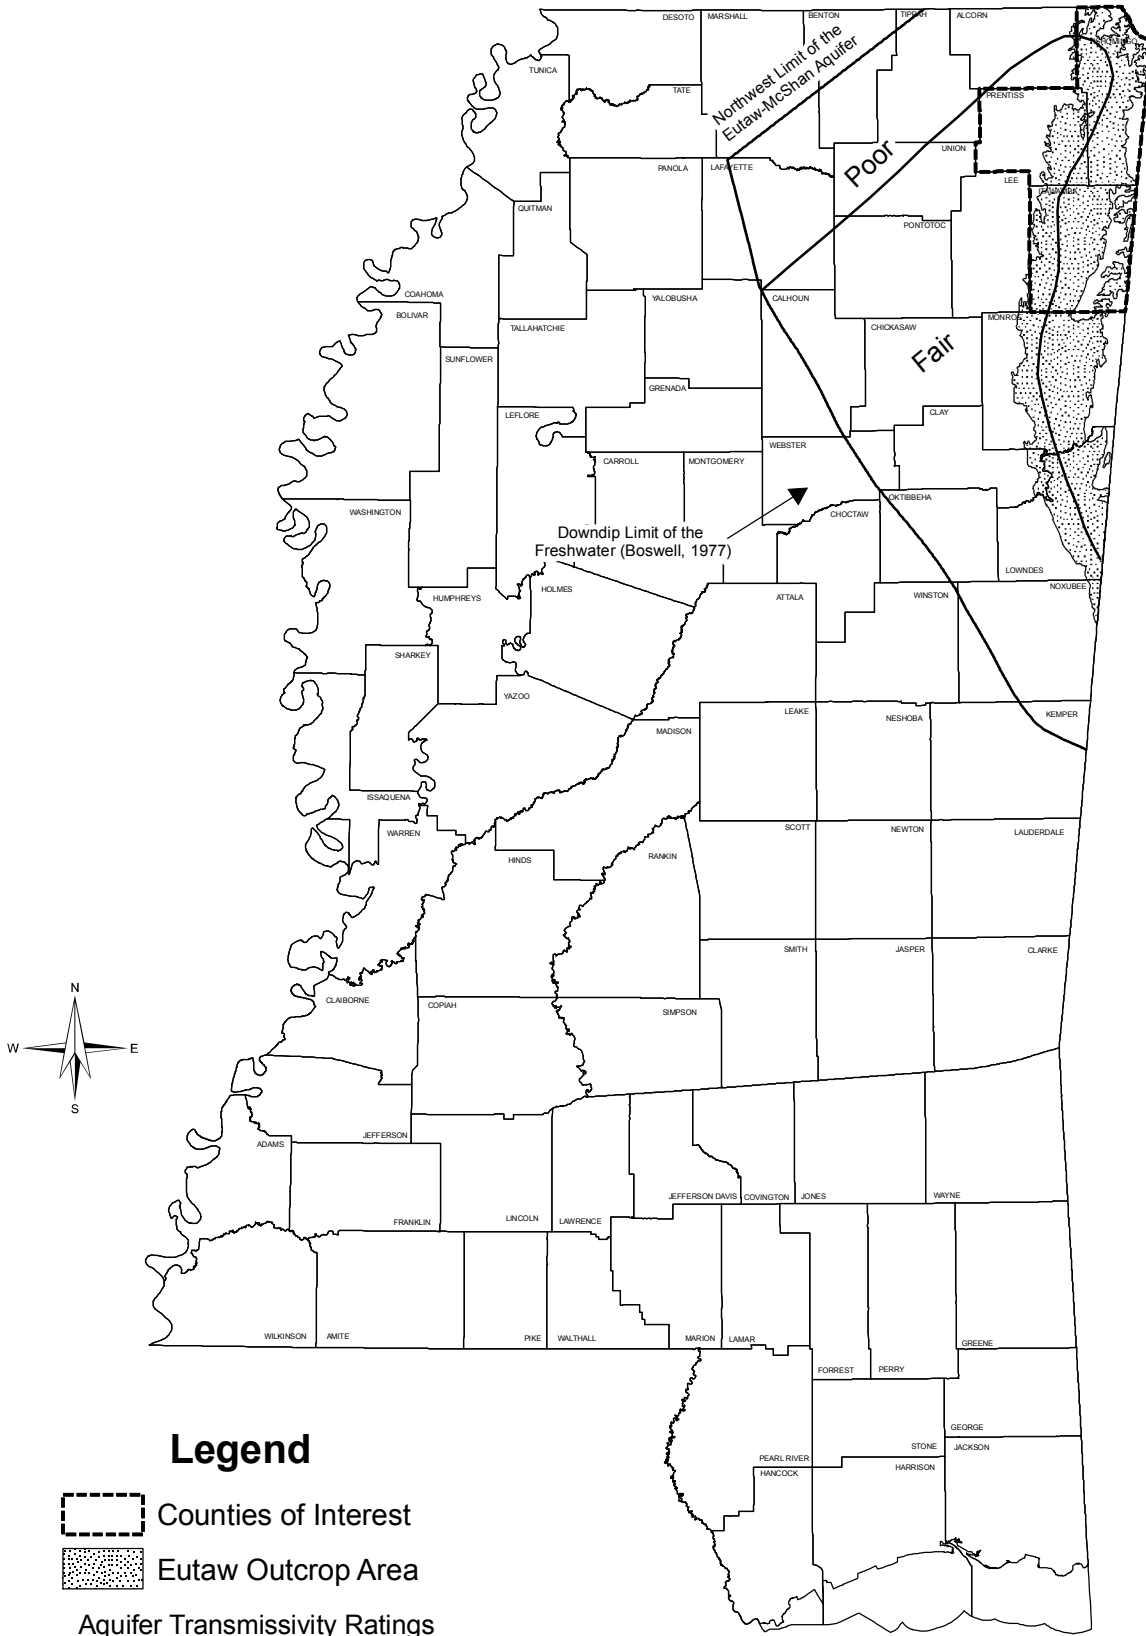 DESOTO
MARSHALL
BENTON
TIPPAH
ALCORN
TUNICA
TATE
Northwest Limit of the
Eutaw-McShan Aquifer
PRENTISS
Poor
UNION
PANOLA
LAFAYETTE
LEE
ITAWAMBA
QUITMAN
PONTOTOC
COAHOMA
BOLIVAR
YALOBUSHA
CALHOUN
TALLAHATCHIE
CHICKASAW
MONROE
Fair
SUNFLOWER
GRENADA
LEFLORE
CLAY
WEBSTER
CARROLL
MONTGOMERY
OKTIBBEHA
WASHINGTON
CHOCTAW
Downdip Limit of the
Freshwater (Boswell, 1977)
LOWNDES
HUMPHREYS
HOLMES
ATTALA
WINSTON
NOXUBEE
SHARKEY
YAZOO
LEAKE
NESHOBA
KEMPER
MADISON
ISSAQUENA
WARREN
HINDS
RANKIN
SCOTT
NEWTON
LAUDERDALE
SMITH
JASPER
CLARKE
N
W
E
S
CLAIBORNE
COPIAH
SIMPSON
JEFFERSON
ADAMS
JEFFERSON DAVIS
COVINGTON
JONES
WAYNE
FRANKLIN
LINCOLN
LAWRENCE
WILKINSON
AMITE
PIKE
WALTHALL
MARION
LAMAR
GREENE
FORREST
PERRY
GEORGE
STONE
JACKSON
PEARL RIVER
HANCOCK
HARRISON
Legend
Counties of Interest
Eutaw Outcrop Area
Aquifer Transmissivity Ratings